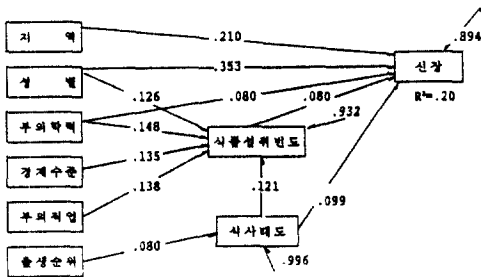 지 역
.210
.894
성 별
.353
신장
.126
.080
.080
R²=.20
부의학력
.148
.932
식품섭취빈도
경제수준
.135
.138
.121
부의직업
.099
출생순위
.080
식사태도
.996